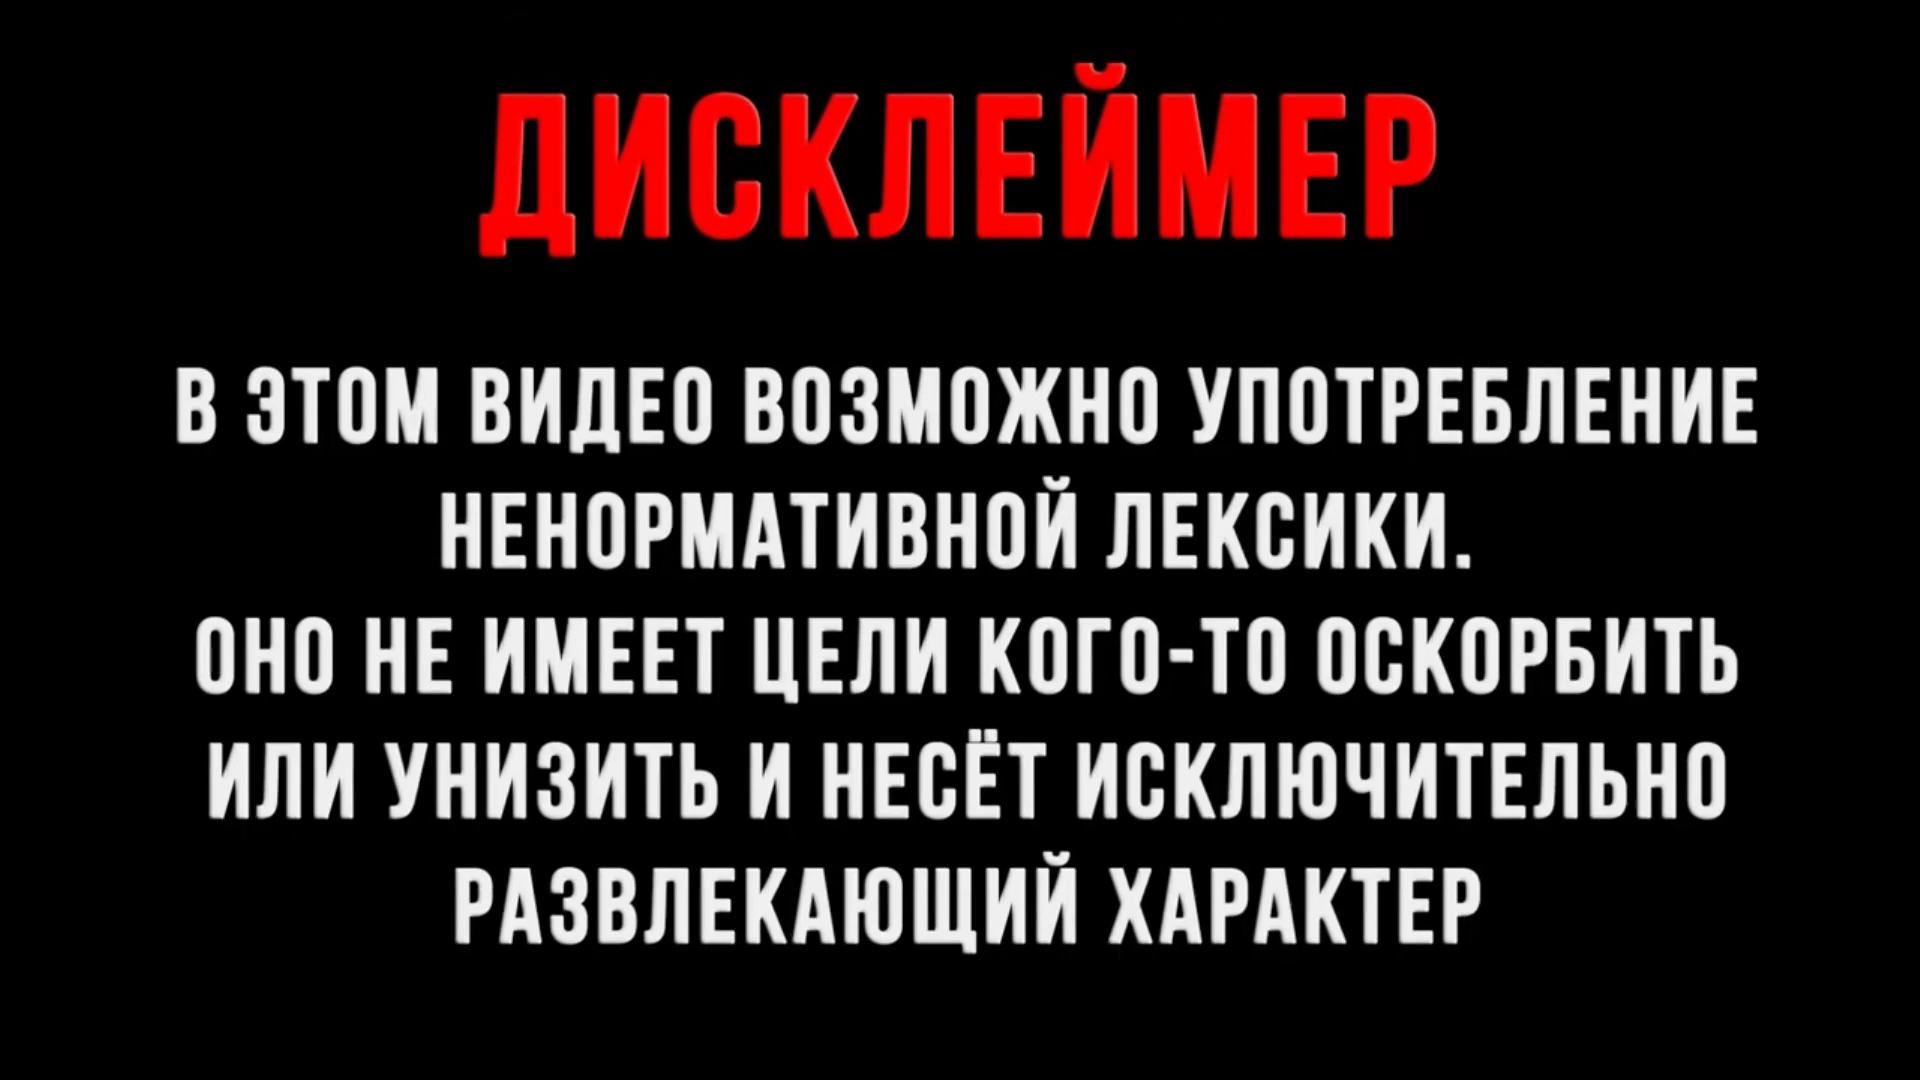 ДИСКЛЕЙМЕР
В ЭТОМ ВИДЕО ВОЗМОЖНО УПОТРЕБЛЕНИЕ
НЕНОРМАТИВНОЙ ЛЕКСИКИ.
ОНО НЕ ИМЕЕТ ЦЕЛИ КОГО-ТО ОСКОРБИТЬ
ИЛИ УНИЗИТЬ И НЕСЁТ ИСКЛЮЧИТЕЛЬНО
РАЗВЛЕКАЮЩИЙ ХАРАКТЕР